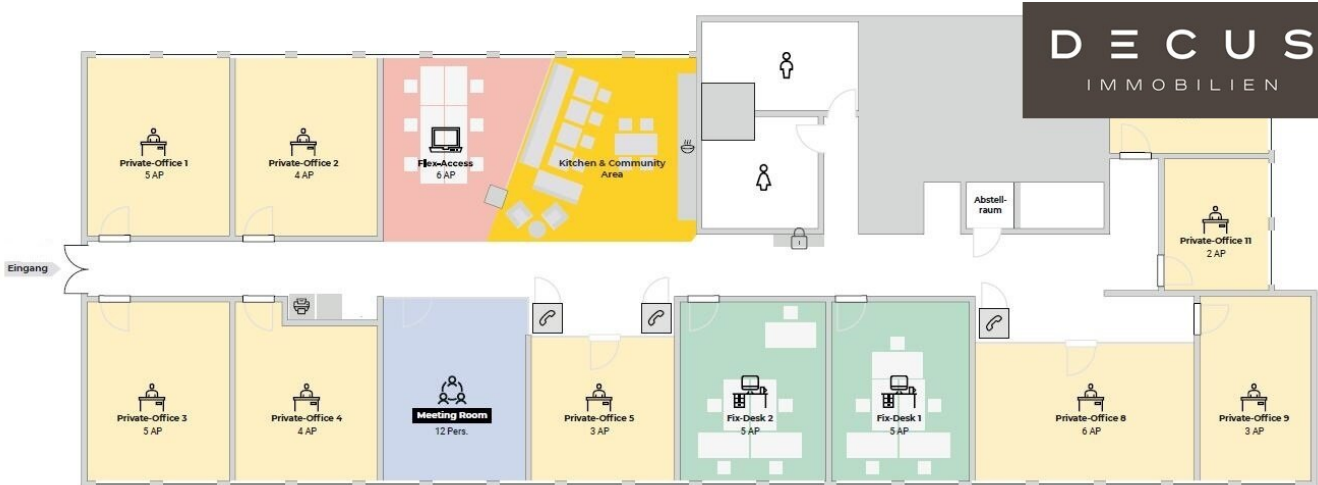 DECUS
IMMOBILIEN
Private-Office 1
5 AP
Private-Office 2
4 AP
Flex-Access
6 AP
Kitchen & Community
Area
Abstell-
raum
Private-Office 11
2 AP
Eingang
Private-Office 3
5 AP
Private-Office 4
4 AP
Meeting Room
12 Pers.
Private-Office 5
3 AP
Fix-Desk 2
5 AP
Fix-Desk 1
5 AP
Private-Office 8
6 AP
Private-Office 9
3 AP